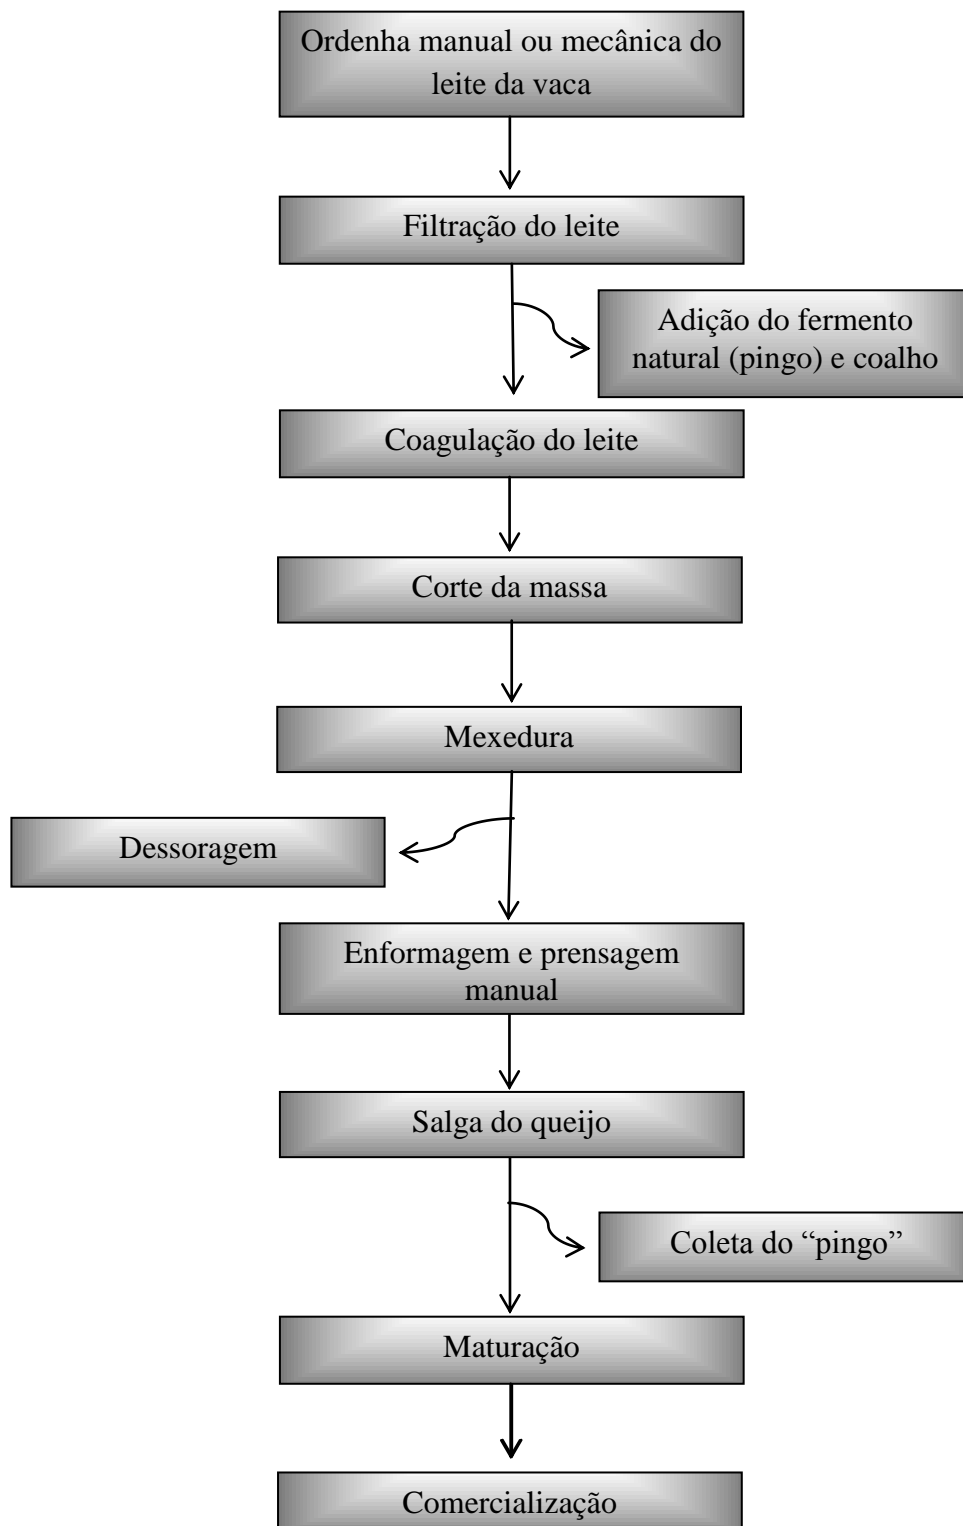 Ordenha manual ou mecânica do
leite da vaca
Filtração do leite
Adição do fermento
natural (pingo) e coalho
Coagulação do leite
Corte da massa
Mexedura
Dessoragem
Enformagem e prensagem
manual
Salga do queijo
Coleta do “pingo”
Maturação
Comercialização